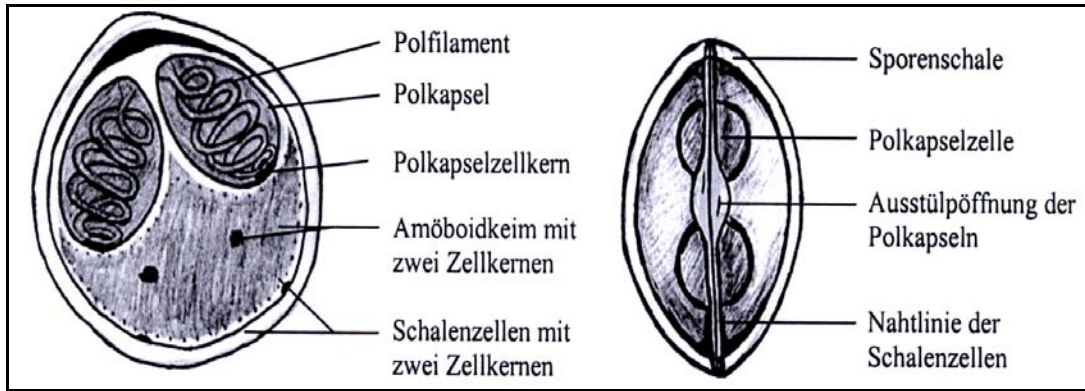 Polfilament
Polkapsel
Polkapselzellkern
Amöboidkeim mit
zwei Zellkernen
Schalenzellen mit
zwei Zellkernen
Sporenschale
Polkapselzelle
Ausstülpöffnung der
Polkapseln
Nahtlinie der
Schalenzellen